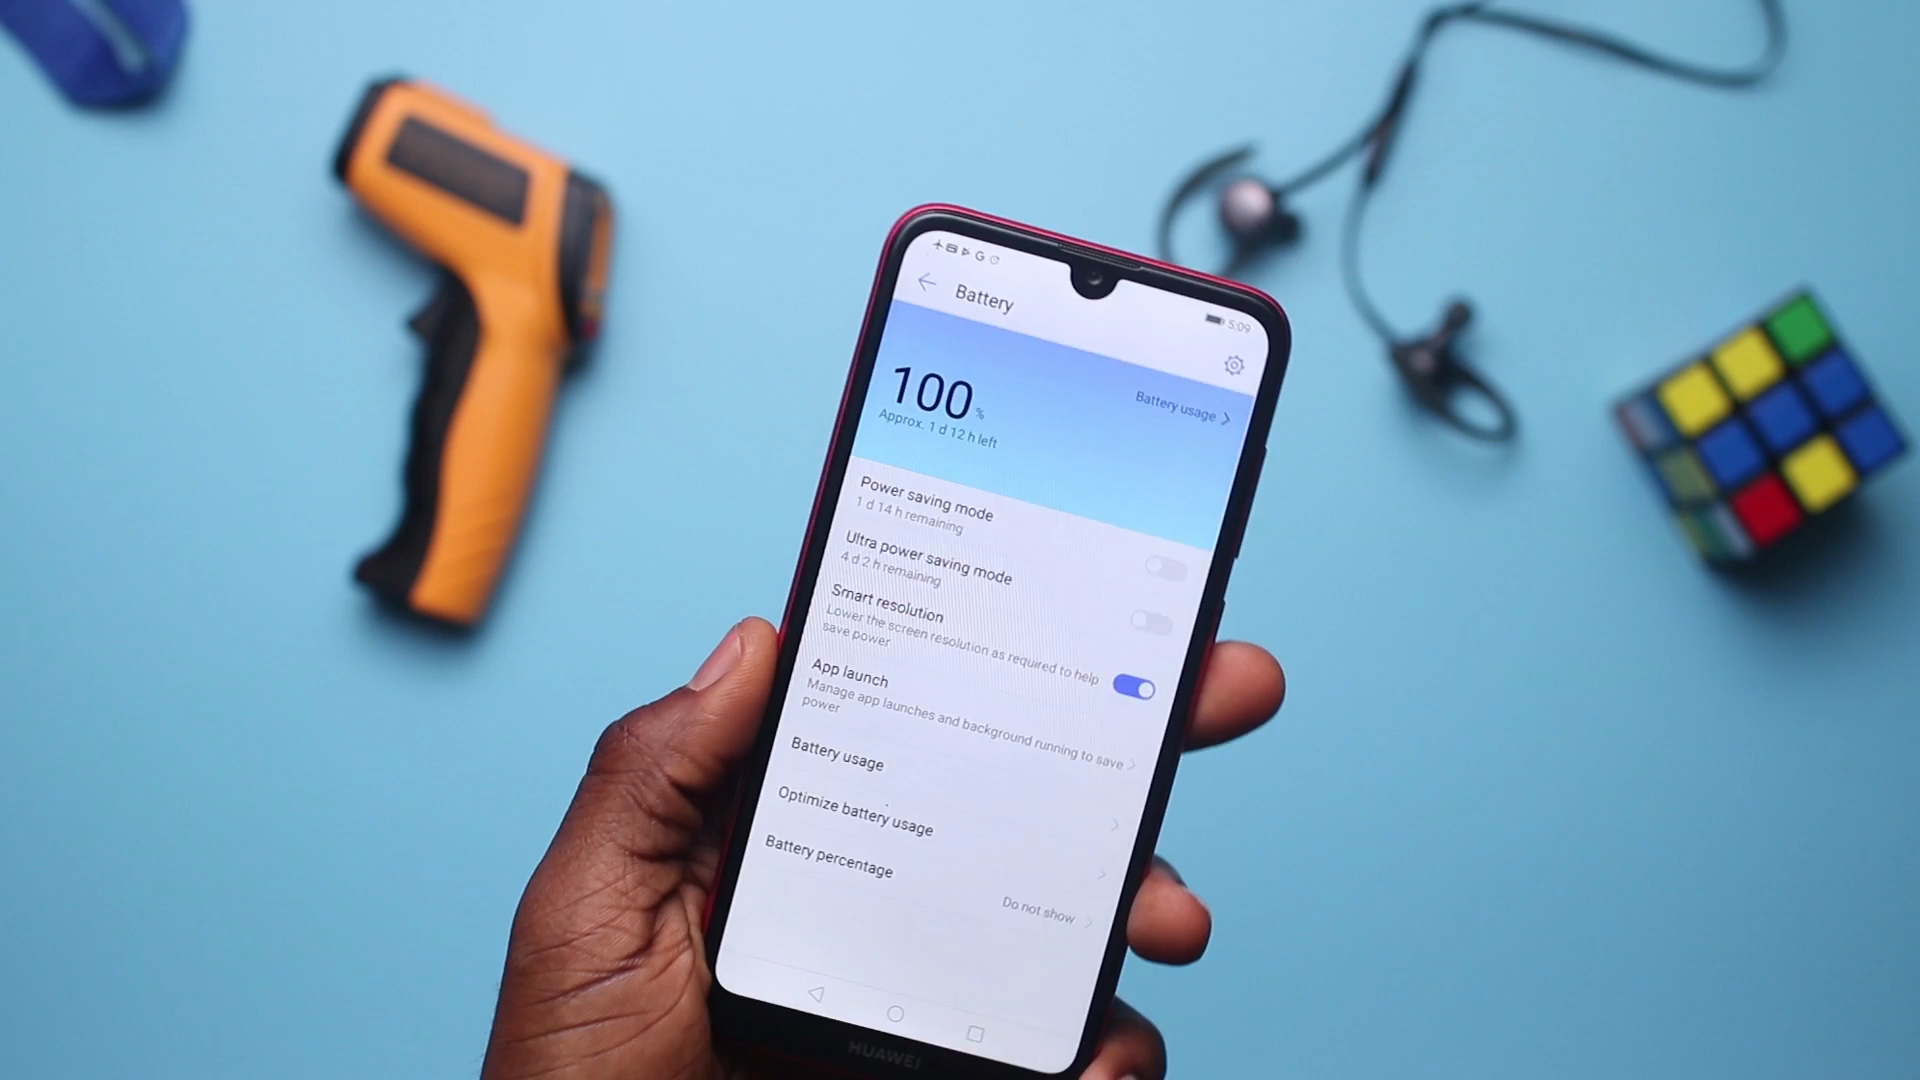 G
5:09
Battery
100%
Battery usage
Approx. 1 d 12 h left
Power saving mode
1 d 14 h remaining
Ultra power saving mode
4 d 2 h remaining
Smart resolution
Lower the screen resolution as required to help
save power
App launch
Manage app launches and background running to save
power
Battery usage
Optimize battery usage
Battery percentage
Do not show
HUAWEI